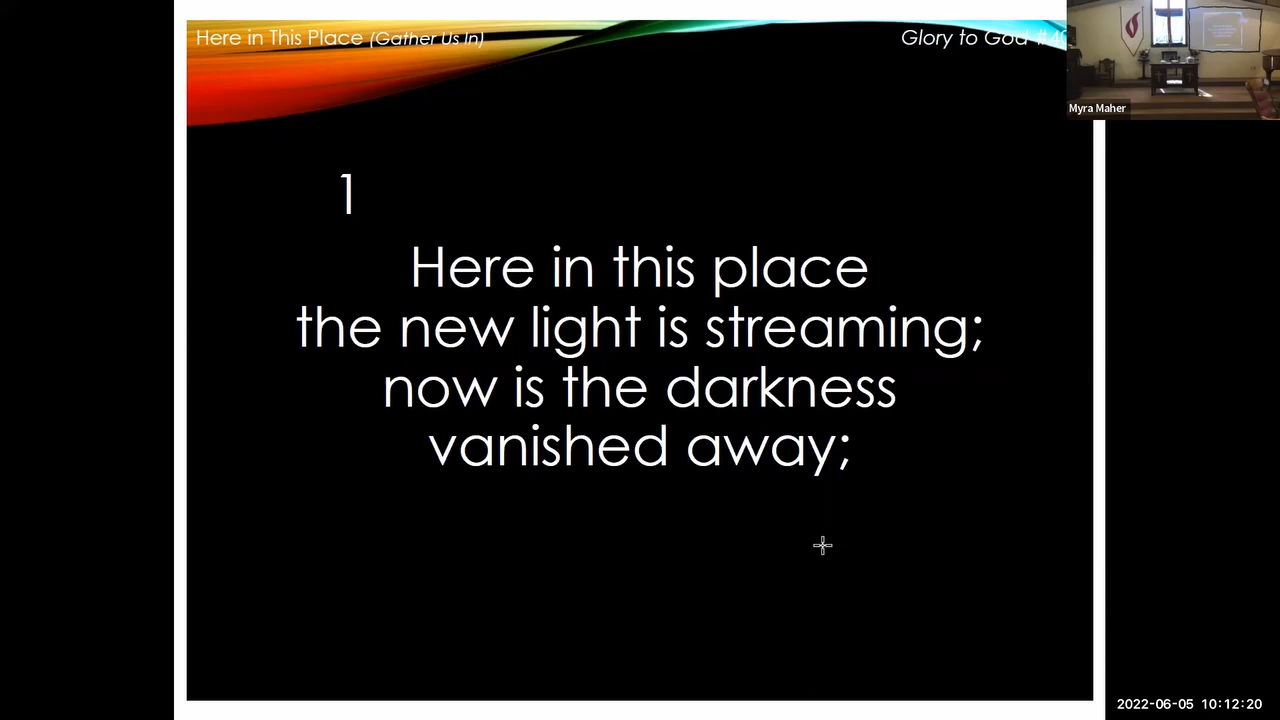 Here in This Place (Gather Us In)
Glory to God
Myra Maher
1
Here in this place
the new light is streaming;
now is the darkness
vanished away;
2022-06-05 10:12:20